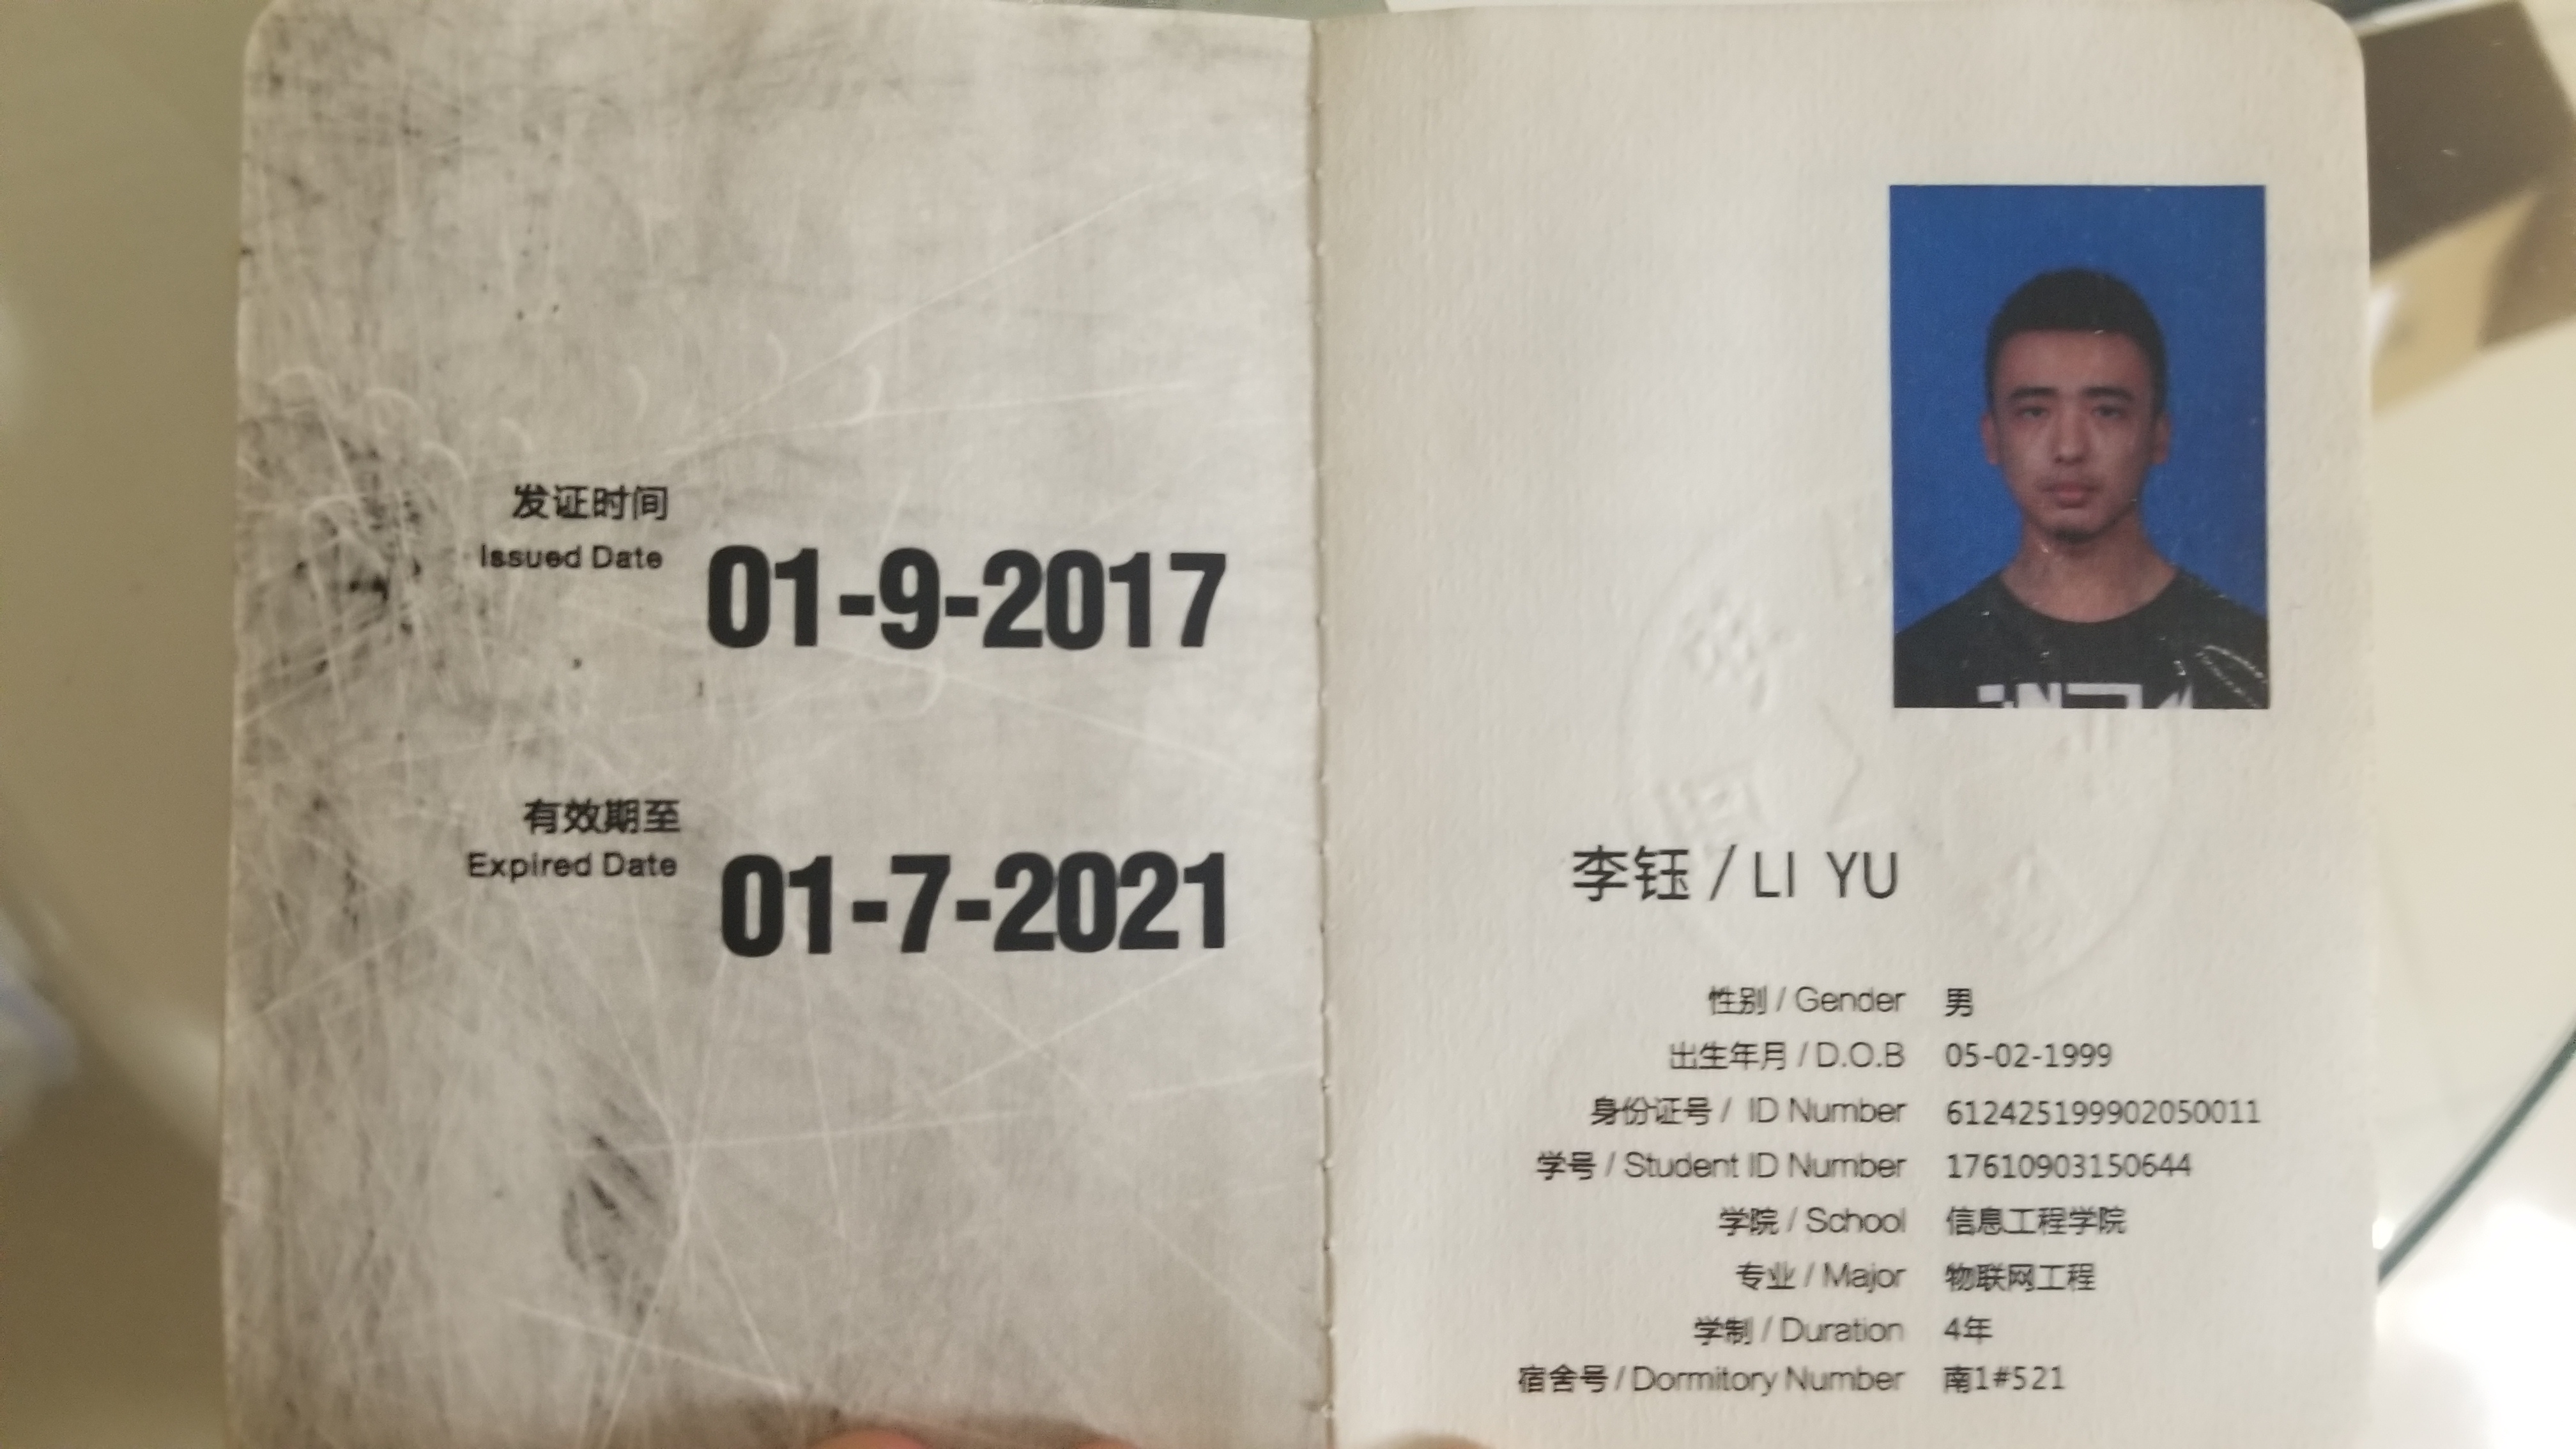 发证时间
Issued Date 01-9-2017
有效期至
Expired Date 01-7-2021
李钰 / LI YU
性别 / Gender 男
出生年月 / D.O.B 05-02-1999
身份证号 / ID Number 612425199902050011
学号 / Student ID Number 17610903150644
学院 / School 信息工程学院
专业 / Major 物联网工程
学制 / Duration 4年
宿舍号 / Dormitory Number 南1#521